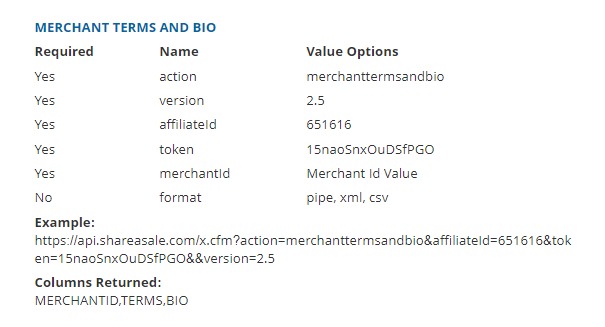 MERCHANT TERMS AND BIO
Required Name Value Options
Yes action merchanttermsandbio
Yes version 2.5
Yes affiliateId 651616
Yes token 15naoSnxOuDSfPGO
Yes merchantId Merchant Id Value
No format pipe, xml, csv
Example:
https://api.shareasale.com/x.cfm?action=merchanttermsandbio&affiliateId=651616&tok
en=15naoSnxOuDSfPGO&&version=2.5
Columns Returned:
MERCHANTID,TERMS,BIO